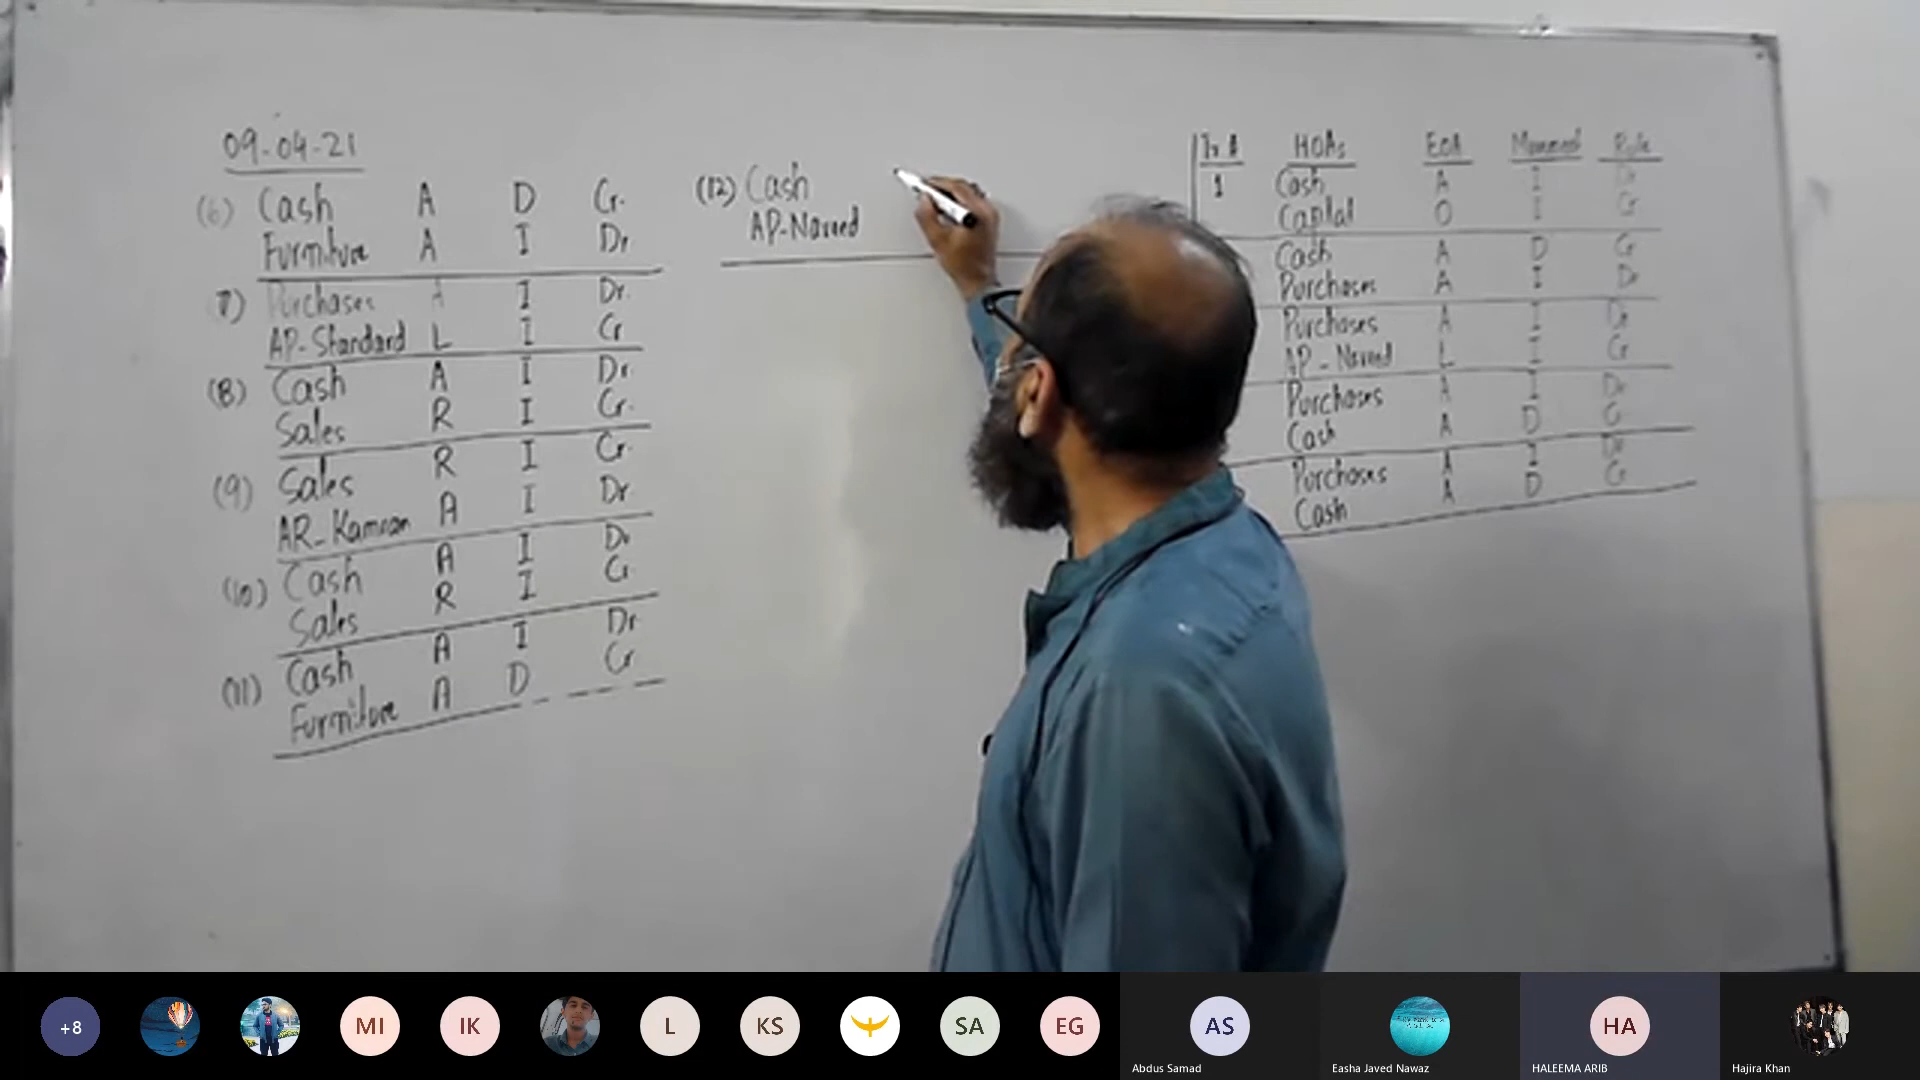 09-04-21
(6) Cash A D Cr.
Furniture A I Dr
7) Purchases A I Dr.
AP-Standard L I Cr
(8) Cash A I Dr
Sales R I Cr.
(9) Sales R I Cr.
AR-Kamran A I Dr
(10) Cash A I Dr
Sales R I Cr
(11) Cash A I Dr
Furniture A D Cr
(12) Cash
AP-Naveed
Tr # HOAs EOA Rule
1 Cash A I Dr
Capital O I Cr
Cash A D Cr
Purchases A I Dr
Purchases A I Dr
AP-Naveed L I Cr
Purchases A I Dr
Cash A D Cr
Purchases A I Dr
Cash A D Cr
+8
MI
IK
L
KS
SA
EG
AS
HA
Abdus Samad
Easha Javed Nawaz
HALEEMA ARIB
Hajira Khan